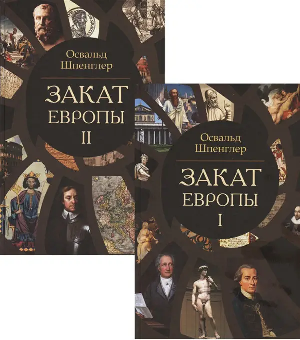 Освальд
Шпенглер
ЗАКАТ
ЕВРОПЫ
II
Освальд
Шпенглер
ЗАКАТ
ЕВРОПЫ
I